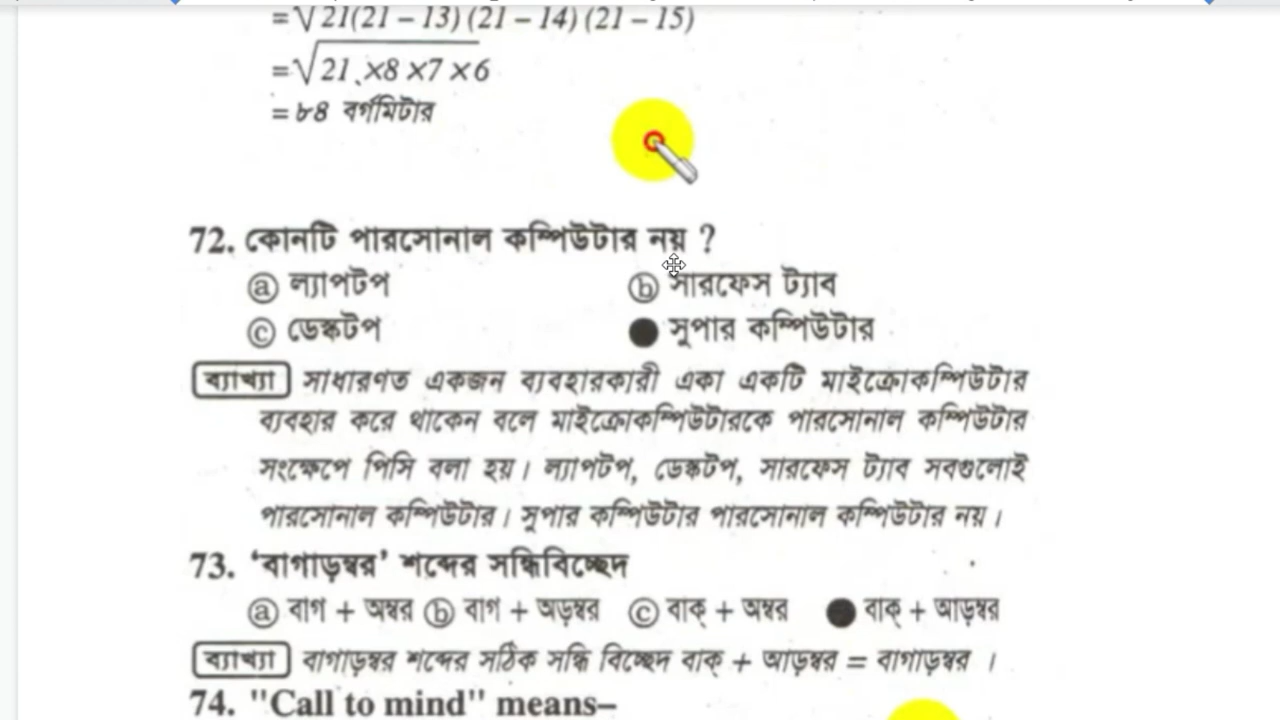 = √21(21 – 13) (21 – 14) (21 – 15)
= √21 ×8 ×7 ×6
= ৮৪ বর্গমিটার
72. কোনটি পারসোনাল কম্পিউটার নয় ?
ⓐ ল্যাপটপ ⓑ সারফেস ট্যাব
ⓒ ডেস্কটপ ● সুপার কম্পিউটার
ব্যাখ্যা সাধারণত একজন ব্যবহারকারী একা একটি মাইক্রোকম্পিউটার
ব্যবহার করে থাকেন বলে মাইক্রোকম্পিউটারকে পারসোনাল কম্পিউটার
সংক্ষেপে পিসি বলা হয়। ল্যাপটপ, ডেস্কটপ, সারফেস ট্যাব সবগুলোই
পারসোনাল কম্পিউটার। সুপার কম্পিউটার পারসোনাল কম্পিউটার নয়।
73. ‘বাগাড়ম্বর’ শব্দের সন্ধিবিচ্ছেদ
ⓐ বাগ + অম্বর ⓑ বাগ + অড়ম্বর ⓒ বাক্ + অম্বর ● বাক্ + আড়ম্বর
ব্যাখ্যা বাগাড়ম্বর শব্দের সঠিক সন্ধি বিচ্ছেদ বাক্ + আড়ম্বর = বাগাড়ম্বর ।
74. "Call to mind" means–